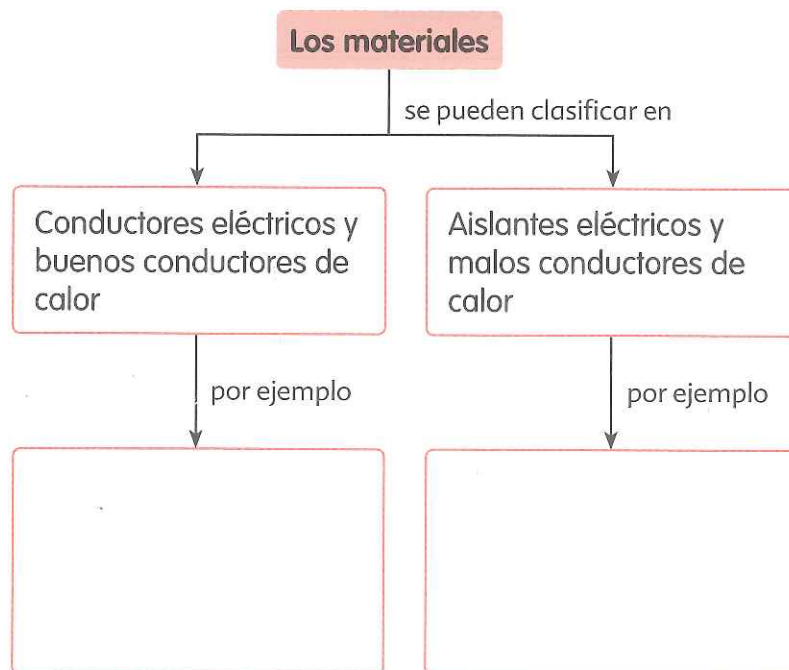 Los materiales
se pueden clasificar en
Conductores eléctricos y
buenos conductores de
calor
Aislantes eléctricos y
malos conductores de
calor
por ejemplo
por ejemplo